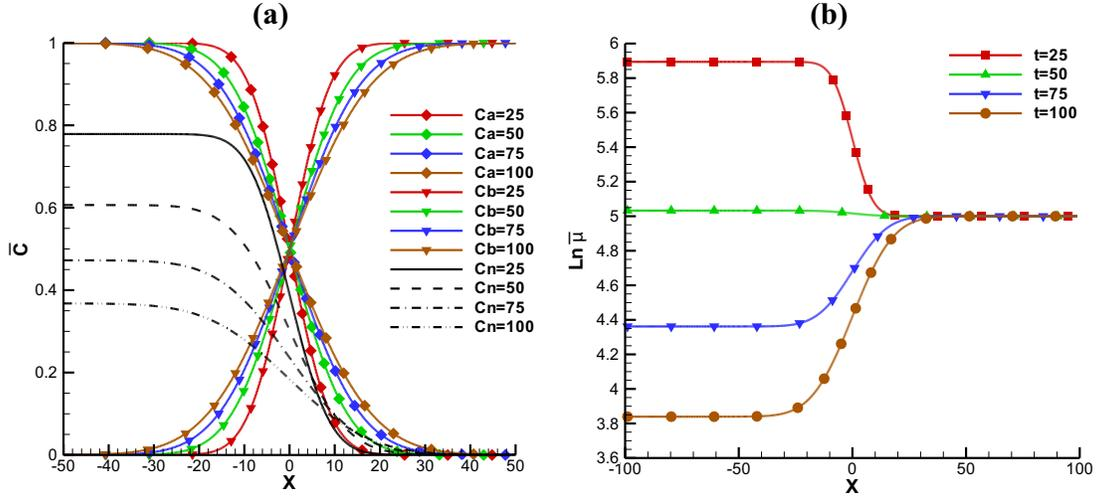 (a)
1
0.8
0.6
0.4
0.2
0
C̅
-50 -40 -30 -20 -10 0 10 20 30 40 50
X
Ca=25
Ca=50
Ca=75
Ca=100
Cb=25
Cb=50
Cb=75
Cb=100
Cn=25
Cn=50
Cn=75
Cn=100
(b)
6
5.8
5.6
5.4
5.2
5
4.8
4.6
4.4
4.2
4
3.8
3.6
Ln μ̅
-100 -50 0 50 100
X
t=25
t=50
t=75
t=100